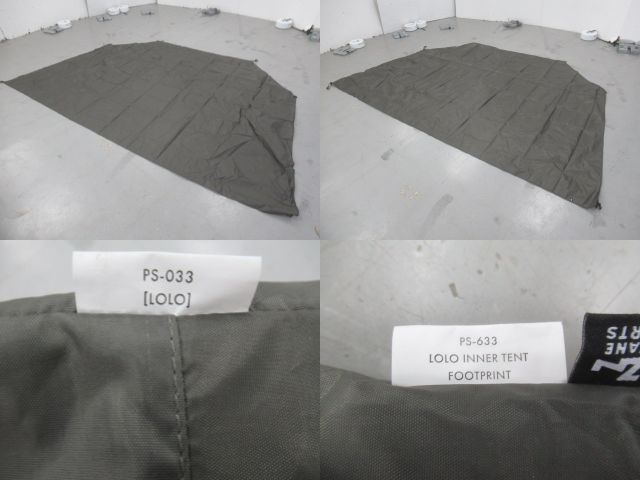 PS-033
[LOLO]
PS-633
LOLO INNER TENT
FOOTPRINT